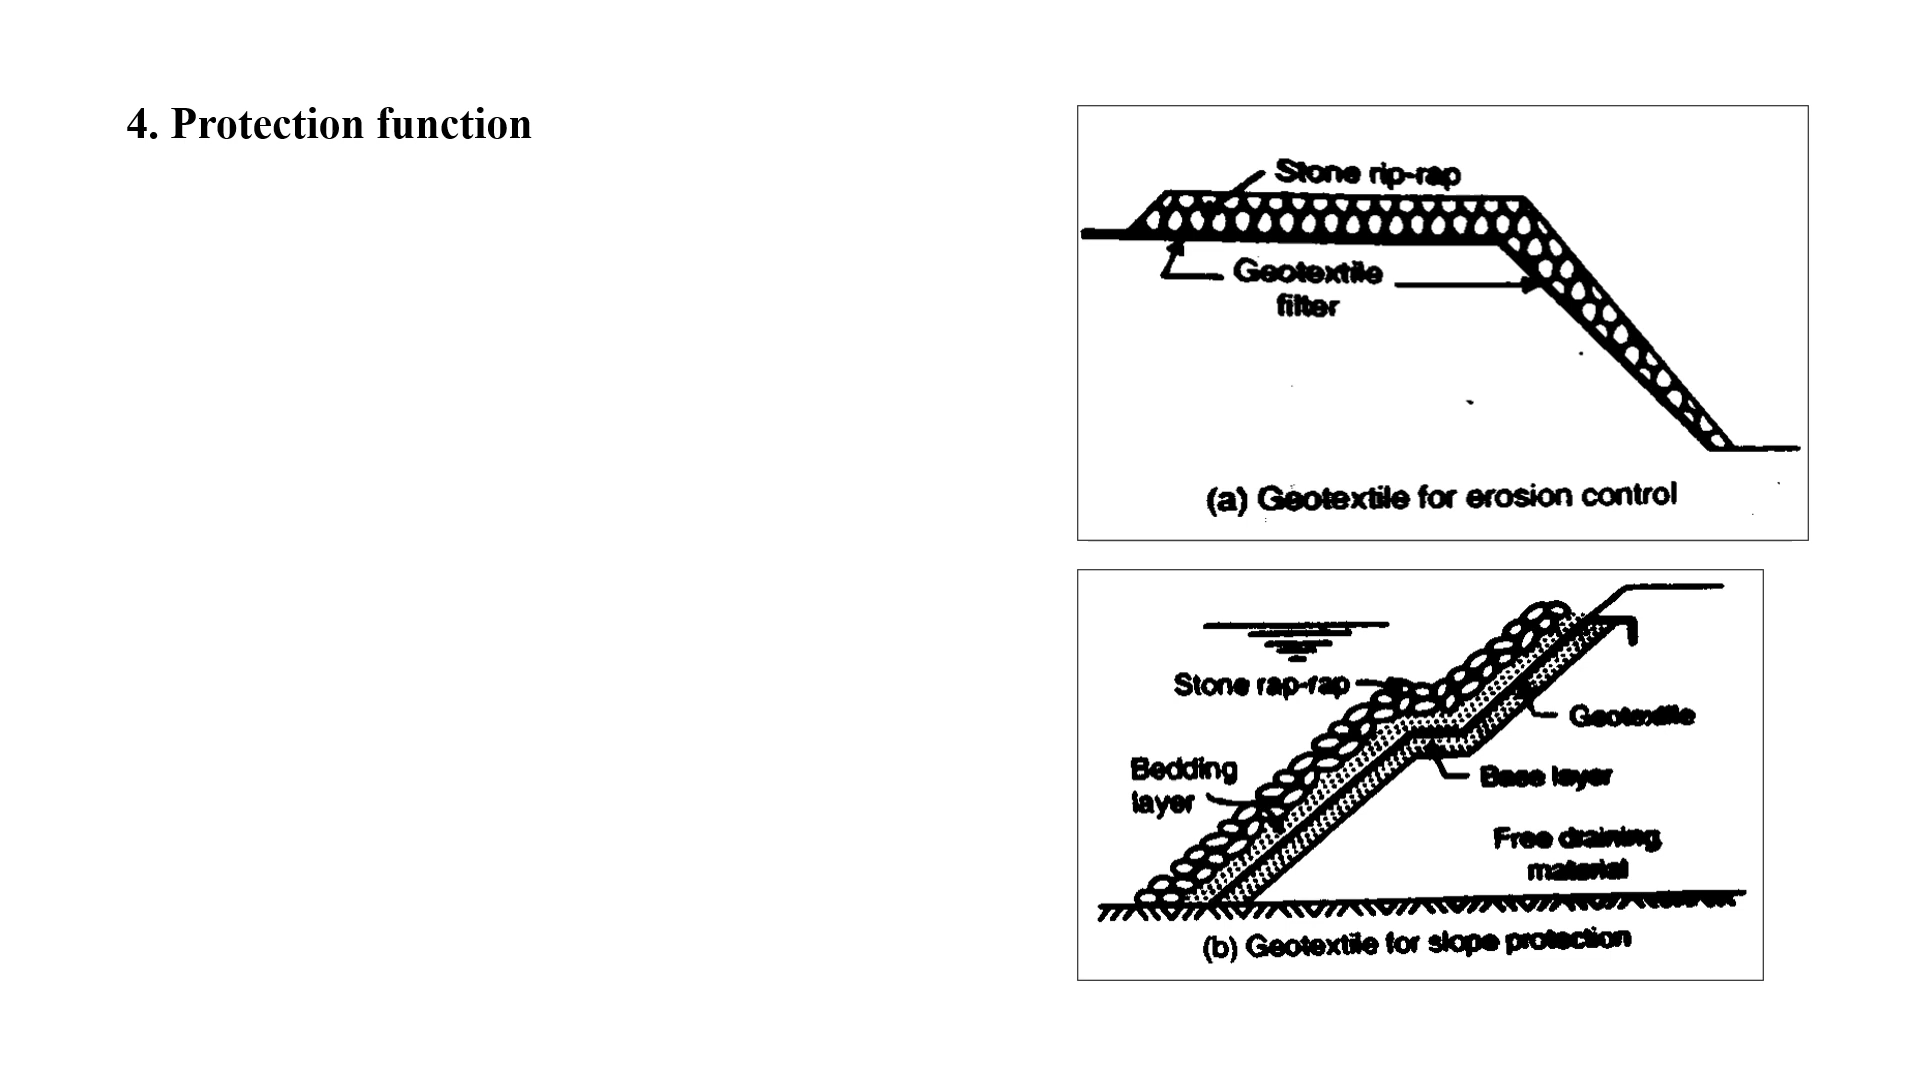 4. Protection function
Stone rip-rap
Geotextile
filter
(a) Geotextile for erosion control
Stone rap-rap
Geotextile
Bedding
layer
Base layer
Free draining
material
(b) Geotextile for slope protection